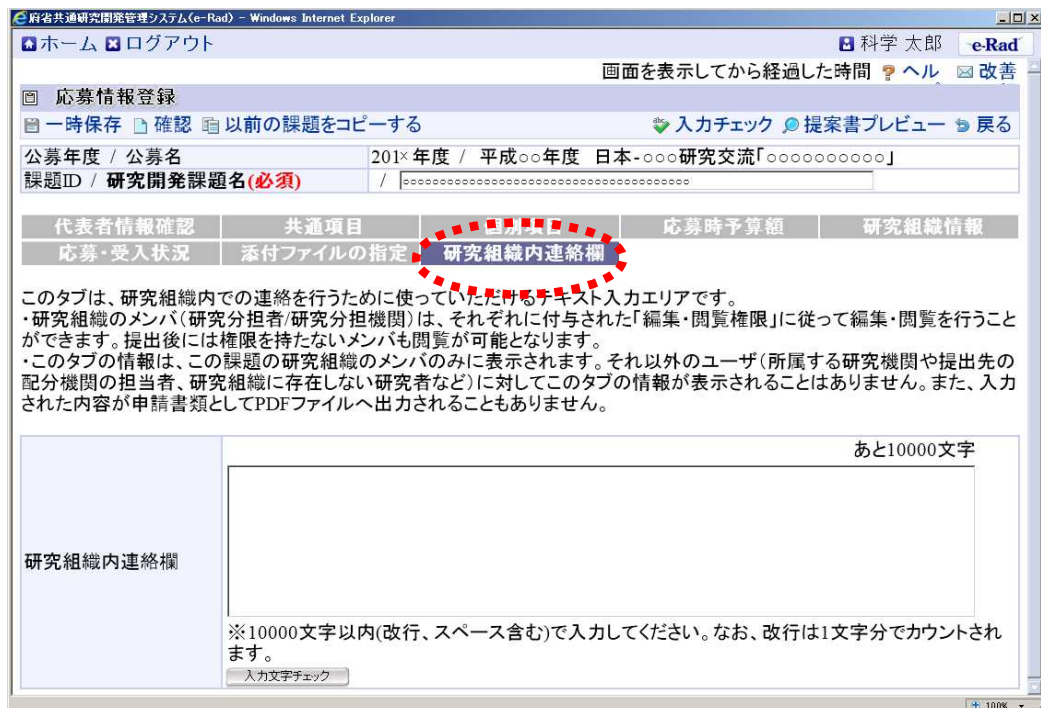 府省共通研究開発管理システム(e-Rad) - Windows Internet Explorer
ホーム ログアウト 科学 太郎 e-Rad
画面を表示してから経過した時間 ヘル 改善
応募情報登録
一時保存 確認 以前の課題をコピーする 入力チェック 提案書プレビュー 戻る
公募年度 / 公募名 201×年度 / 平成○○年度 日本-○○○研究交流「○○○○○○○○○○」
課題ID / 研究開発課題名(必須) / ○○○○○○○○○○○○○○○○○○○○○○○○○○○○○○○○○○○○○○○
代表者情報確認 共通項目 個別項目 応募時予算額 研究組織情報
応募・受入状況 添付ファイルの指定 研究組織内連絡欄
このタブは、研究組織内での連絡を行うために使っていただけるテキスト入力エリアです。
・研究組織のメンバ(研究分担者/研究分担機関)は、それぞれに付与された「編集・閲覧権限」に従って編集・閲覧を行うこと
ができます。提出後には権限を持たないメンバも閲覧が可能となります。
・このタブの情報は、この課題の研究組織のメンバのみに表示されます。それ以外のユーザ(所属する研究機関や提出先の
配分機関の担当者、研究組織に存在しない研究者など)に対してこのタブの情報が表示されることはありません。また、入力
された内容が申請書類としてPDFファイルへ出力されることもありません。
あと10000文字
研究組織内連絡欄
※10000文字以内(改行、スペース含む)で入力してください。なお、改行は1文字分でカウントされ
ます。
入力文字チェック
100%